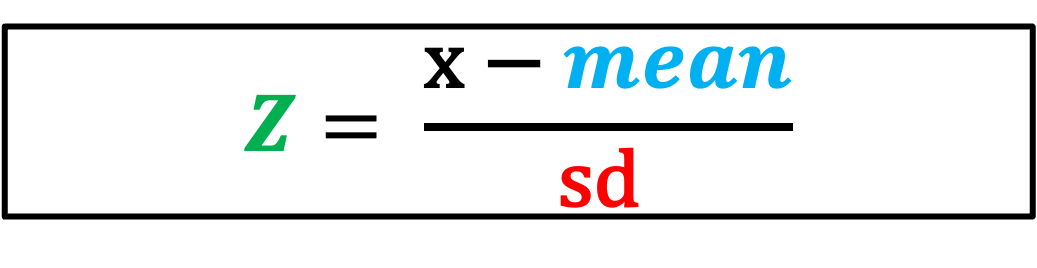 Z = x − mean
sd